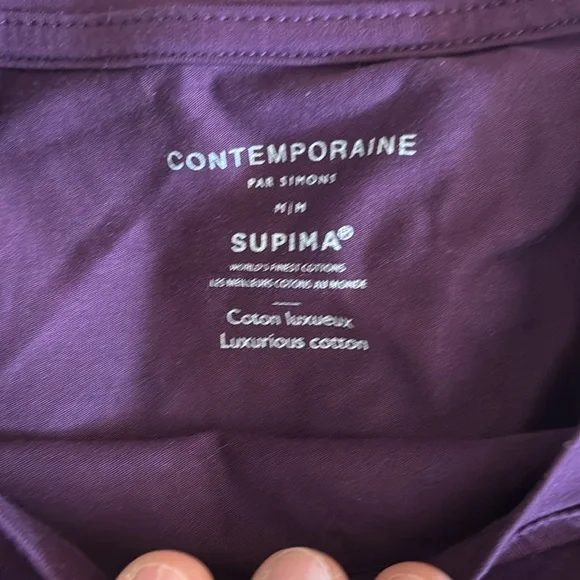 CONTEMPORAINE
PAR SIMONS
M|M
SUPIMA®
WORLD'S FINEST COTTONS
LES MEILLEURS COTONS AU MONDE
Coton luxueux
Luxurious cotton